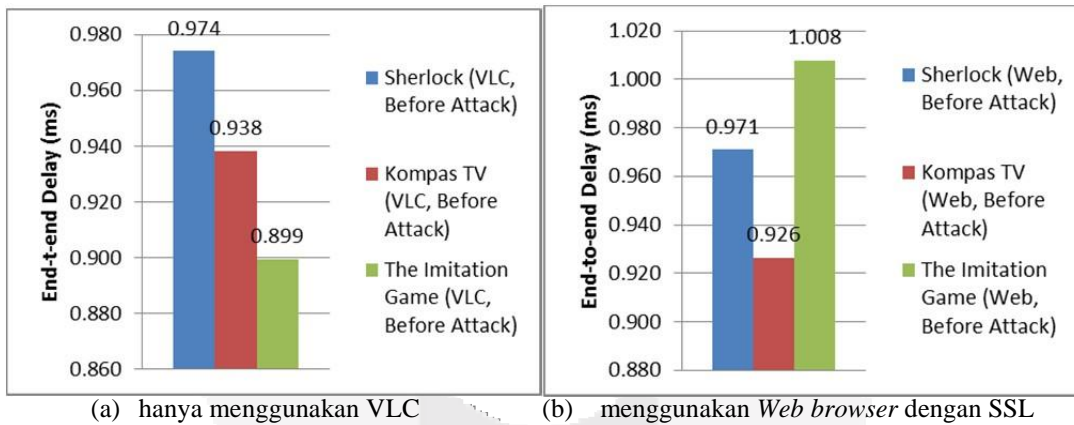 End-t-end Delay (ms)
0.980
0.960
0.940
0.920
0.900
0.880
0.860
0.974
0.938
0.899
Sherlock (VLC,
Before Attack)
Kompas TV
(VLC, Before
Attack)
The Imitation
Game (VLC,
Before Attack)
(a) hanya menggunakan VLC
End-to-end Delay (ms)
1.020
1.000
0.980
0.960
0.940
0.920
0.900
0.880
0.971
0.926
1.008
Sherlock (Web,
Before Attack)
Kompas TV
(Web, Before
Attack)
The Imitation
Game (Web,
Before Attack)
(b) menggunakan Web browser dengan SSL